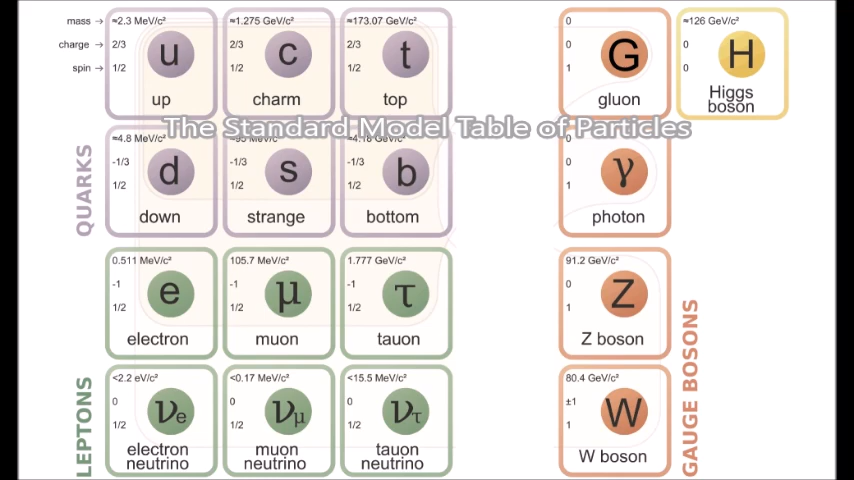 mass → ≈2.3 MeV/c² ≈1.275 GeV/c² ≈173.07 GeV/c² 0 ≈126 GeV/c²
charge → 2/3 2/3 2/3 0 0
spin → 1/2 1/2 1/2 1 0
u c t G H
up charm top gluon Higgs boson
The Standard Model Table of Particles
QUARKS
≈4.8 MeV/c² ≈95 MeV/c² ≈4.18 GeV/c² 0
-1/3 -1/3 -1/3 0
1/2 1/2 1/2 1
d s b γ
down strange bottom photon
0.511 MeV/c² 105.7 MeV/c² 1.777 GeV/c² 91.2 GeV/c²
-1 -1 -1 0
1/2 1/2 1/2 1
e μ τ Z
electron muon tauon Z boson
LEPTONS
<2.2 eV/c² <0.17 MeV/c² <15.5 MeV/c² 80.4 GeV/c²
0 0 0 ±1
1/2 1/2 1/2 1
νe νμ ντ W
electron neutrino muon neutrino tauon neutrino W boson
GAUGE BOSONS